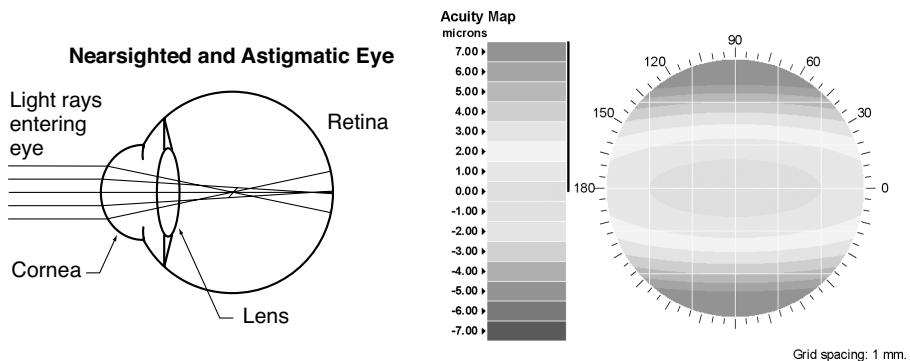 Nearsighted and Astigmatic Eye
Light rays
entering
eye
Retina
Cornea
Lens
Acuity Map
microns
7.00
6.00
5.00
4.00
3.00
2.00
1.00
0.00
-1.00
-2.00
-3.00
-4.00
-5.00
-6.00
-7.00
90
120
60
150
30
180
0
Grid spacing: 1 mm.